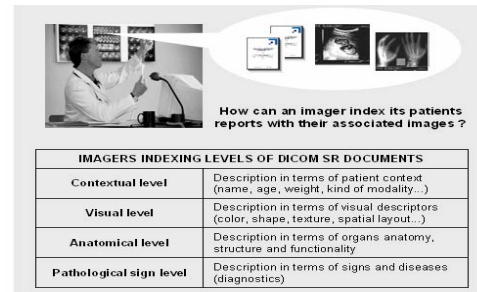 How can an imager index its patients
reports with their associated images ?
IMAGERS INDEXING LEVELS OF DICOM SR DOCUMENTS
Contextual level
Description in terms of patient context
(name, age, weight, kind of modality...)
Visual level
Description in terms of visual descriptors
(color, shape, texture, spatial layout...)
Anatomical level
Description in terms of organs anatomy,
structure and functionality
Pathological sign level
Description in terms of signs and diseases
(diagnostics)